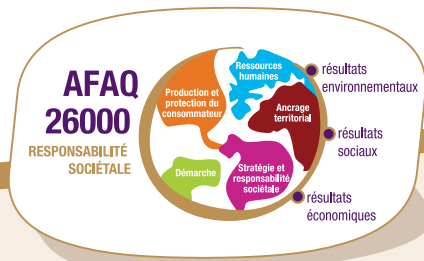 AFAQ
26000
RESPONSABILITÉ
SOCIÉTALE
Production et
protection du
consommateur
Ressources
humaines
Ancrage
territorial
Démarche
Stratégie et
responsabilité
sociétale
résultats
environnementaux
résultats
sociaux
résultats
économiques